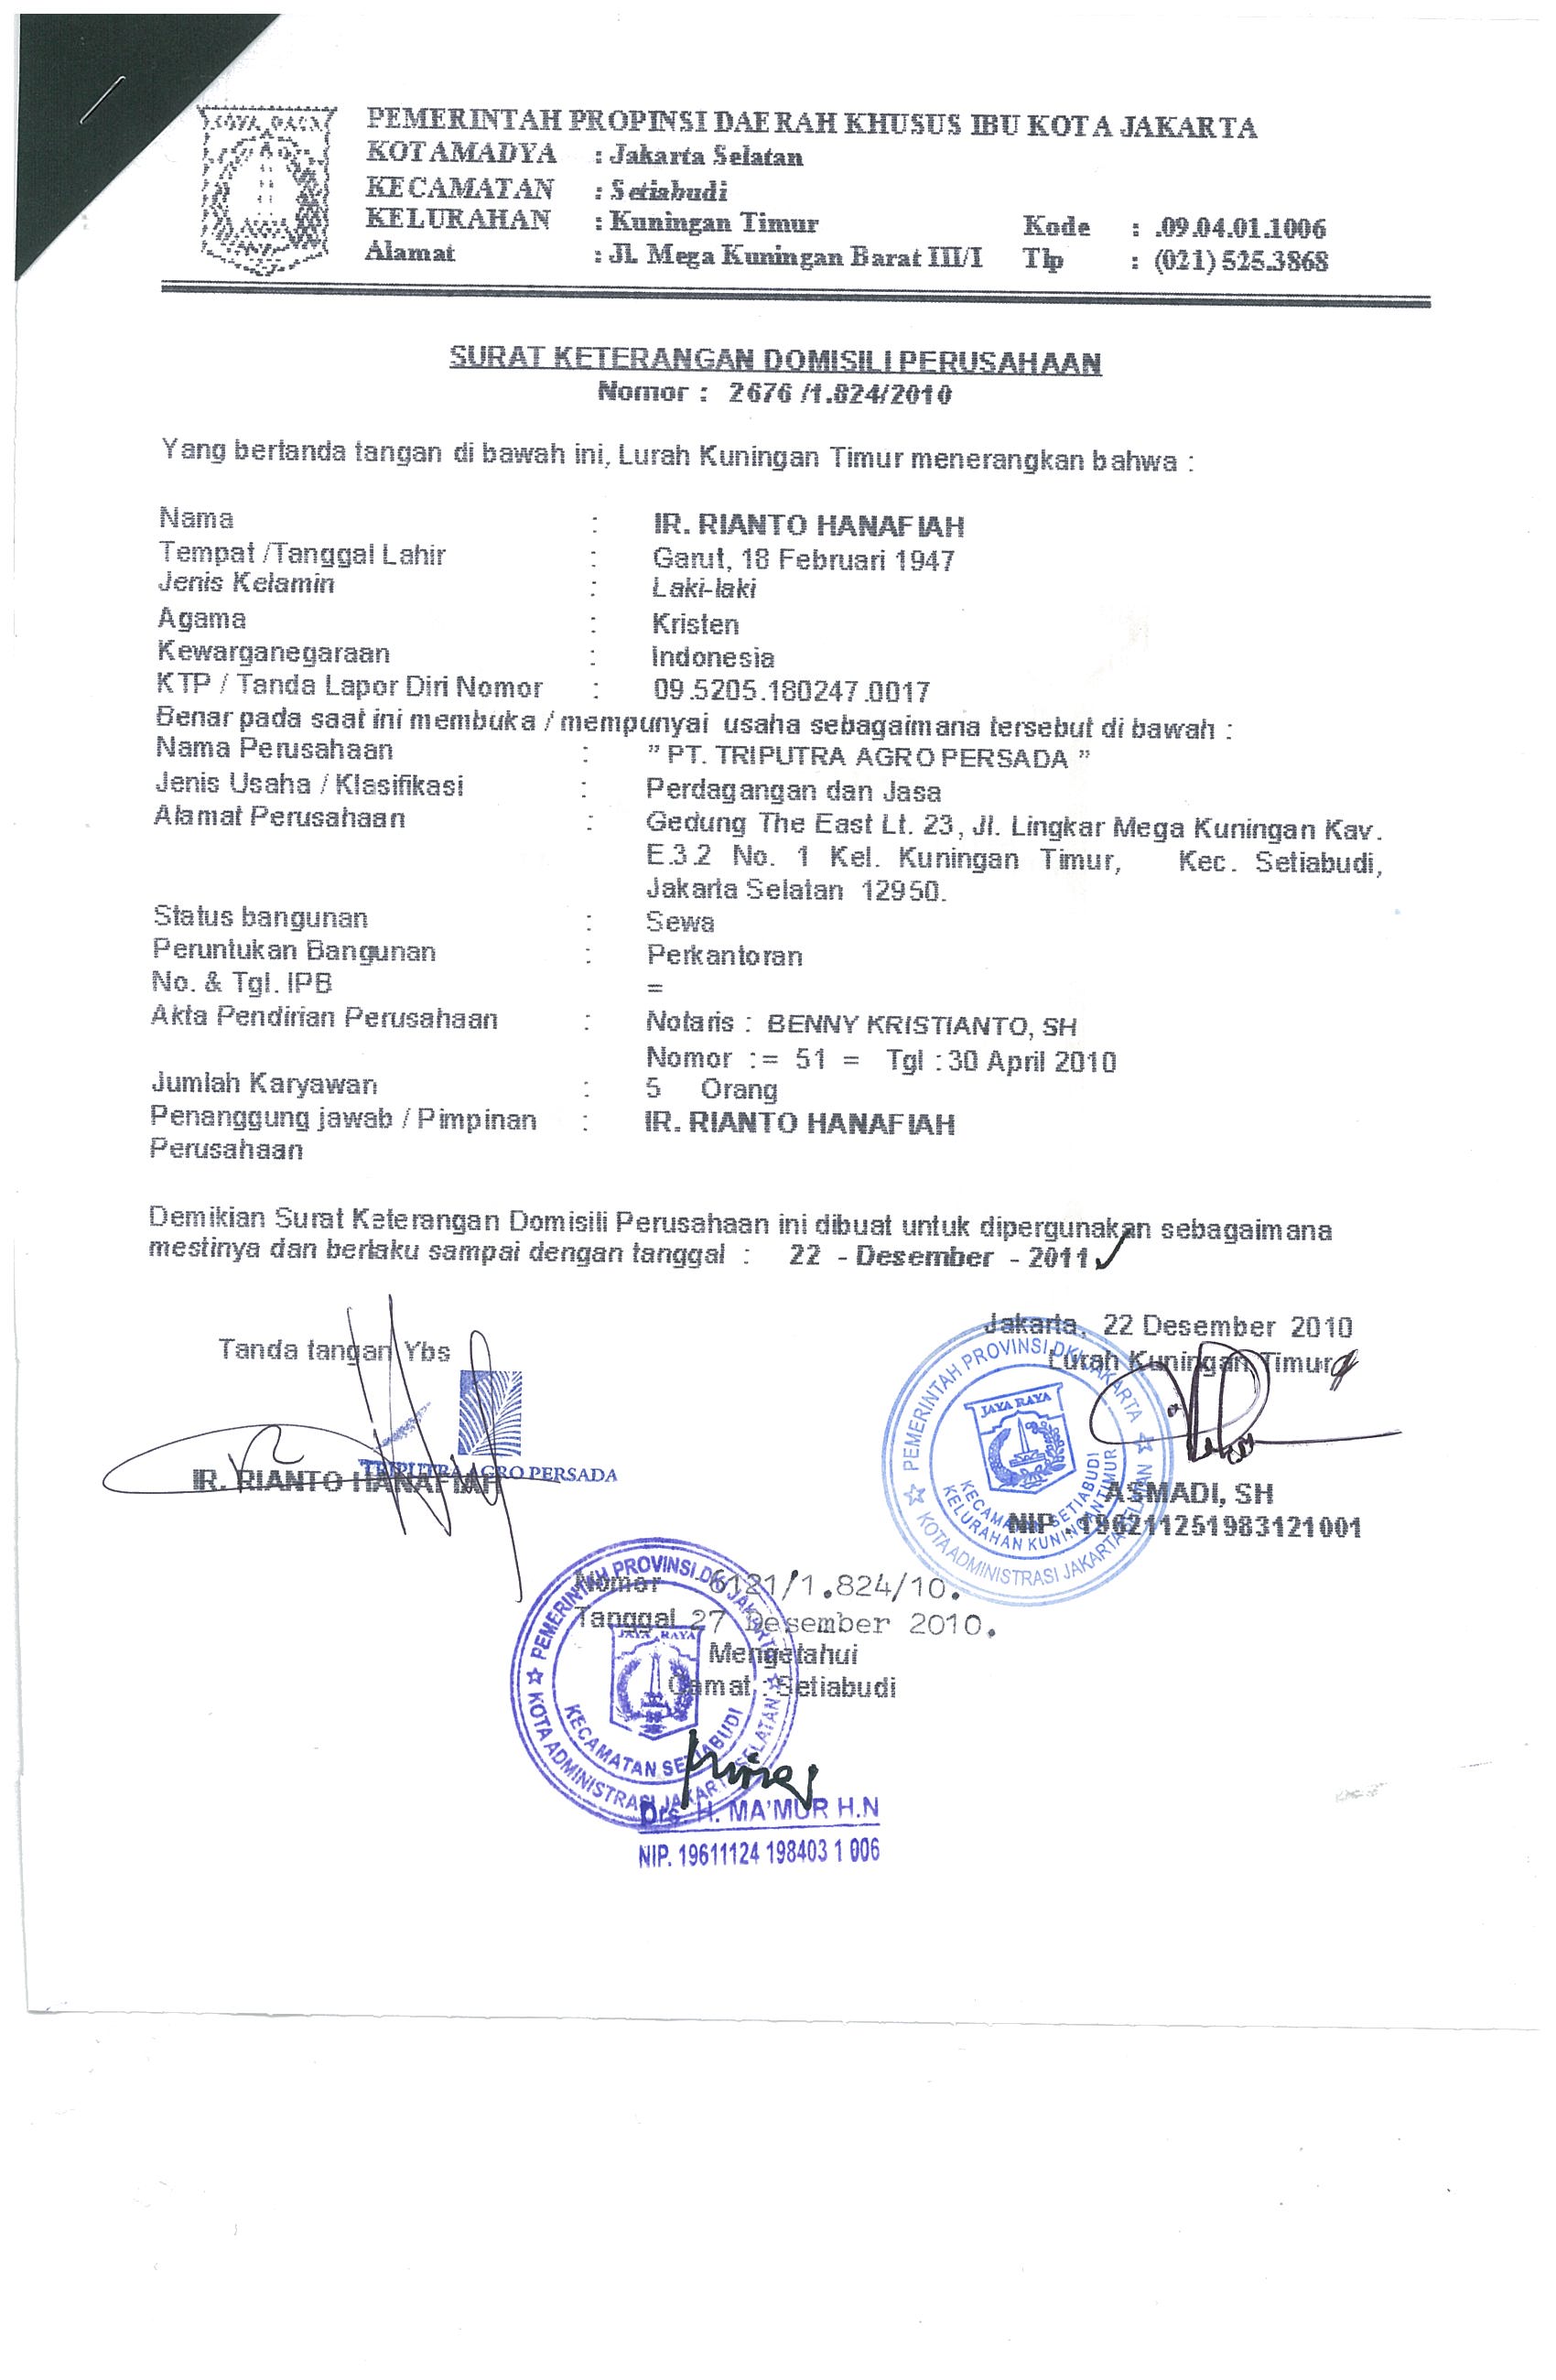 JAYA RAYA
PEMERINTAH PROPINSI DAERAH KHUSUS IBU KOTA JAKARTA
KOTAMADYA : Jakarta Selatan
KECAMATAN : Setiabudi
KELURAHAN : Kuningan Timur Kode : .09.04.01.1006
Alamat : Jl. Mega Kuningan Barat III/I Tlp : (021) 525.3868
SURAT KETERANGAN DOMISILI PERUSAHAAN
Nomor : 2676 /1.824/2010
Yang bertanda tangan di bawah ini, Lurah Kuningan Timur menerangkan bahwa :
Nama : IR. RIANTO HANAFIAH
Tempat /Tanggal Lahir : Garut, 18 Februari 1947
Jenis Kelamin : Laki-laki
Agama : Kristen
Kewarganegaraan : Indonesia
KTP / Tanda Lapor Diri Nomor : 09.5205.180247.0017
Benar pada saat ini membuka / mempunyai usaha sebagaimana tersebut di bawah :
Nama Perusahaan : ” PT. TRIPUTRA AGRO PERSADA ”
Jenis Usaha / Klasifikasi : Perdagangan dan Jasa
Alamat Perusahaan : Gedung The East Lt. 23, Jl. Lingkar Mega Kuningan Kav.
E.3.2 No. 1 Kel. Kuningan Timur, Kec. Setiabudi,
Jakarta Selatan 12950.
Status bangunan : Sewa
Peruntukan Bangunan : Perkantoran
No. & Tgl. IPB =
Akta Pendirian Perusahaan : Notaris : BENNY KRISTIANTO, SH
Nomor := 51 = Tgl : 30 April 2010
Jumlah Karyawan : 5 Orang
Penanggung jawab / Pimpinan : IR. RIANTO HANAFIAH
Perusahaan
Demikian Surat Keterangan Domisili Perusahaan ini dibuat untuk dipergunakan sebagaimana
mestinya dan berlaku sampai dengan tanggal : 22 - Desember - 2011
Jakarta, 22 Desember 2010
Tanda tangan Ybs
Lurah Kuningan Timur
PEMERINTAH PROVINSI DKI JAKARTA
JAYA RAYA
KECAMATAN SETIABUDI
KELURAHAN KUNINGAN TIMUR
KOTA ADMINISTRASI JAKARTA SELATAN
TRIPUTRA AGRO PERSADA
IR. RIANTO HANAFIAH
ASMADI, SH
NIP : 196211251983121001
Nomor 6121/1.824/10.
Tanggal 27 Desember 2010.
Mengetahui
Camat : Setiabudi
PEMERINTAH PROVINSI DKI JAKARTA
JAYA RAYA
KECAMATAN SETIABUDI
KOTA ADMINISTRASI JAKARTA SELATAN
Drs. H. MA'MUR H.N
NIP. 19611124 198403 1 006